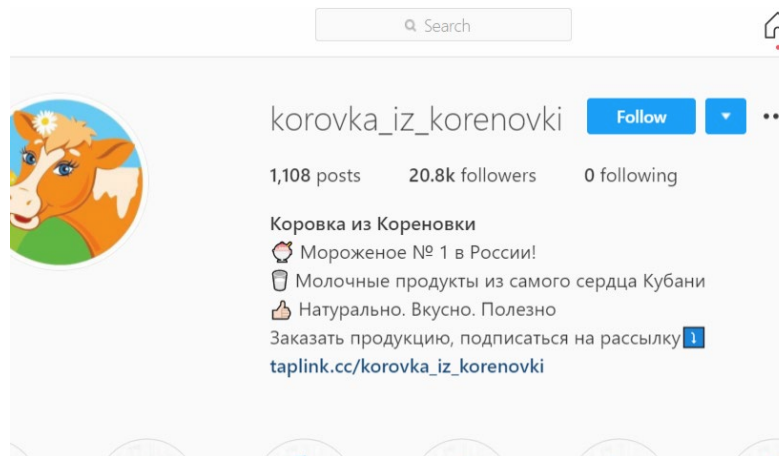 Search
korovka_iz_korenovki Follow
1,108 posts 20.8k followers 0 following
Коровка из Кореновки
🍧 Мороженое № 1 в России!
🥛 Молочные продукты из самого сердца Кубани
👍🏻 Натурально. Вкусно. Полезно
Заказать продукцию, подписаться на рассылку⤵️
taplink.cc/korovka_iz_korenovki